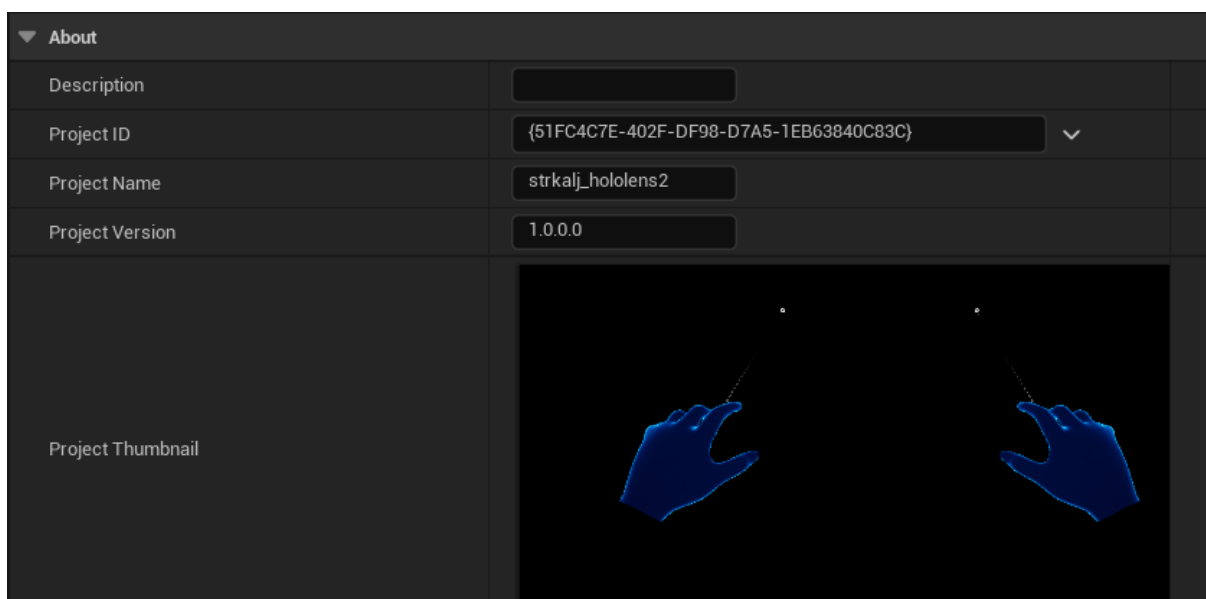 About
Description
Project ID {51FC4C7E-402F-DF98-D7A5-1EB63840C83C}
Project Name strkalj_hololens2
Project Version 1.0.0.0
Project Thumbnail